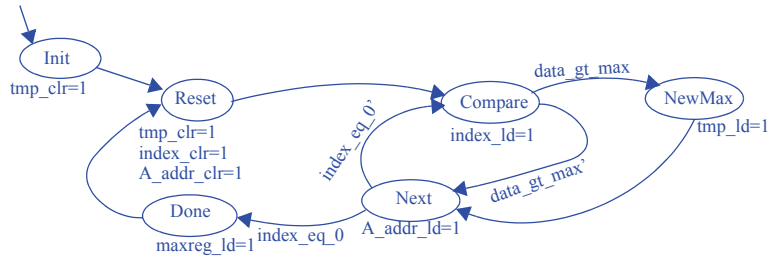 Init
tmp_clr=1
Reset
tmp_clr=1
index_clr=1
A_addr_clr=1
Compare
index_ld=1
data_gt_max
NewMax
tmp_ld=1
index_eq_0’
data_gt_max’
Next
A_addr_ld=1
index_eq_0
Done
maxreg_ld=1